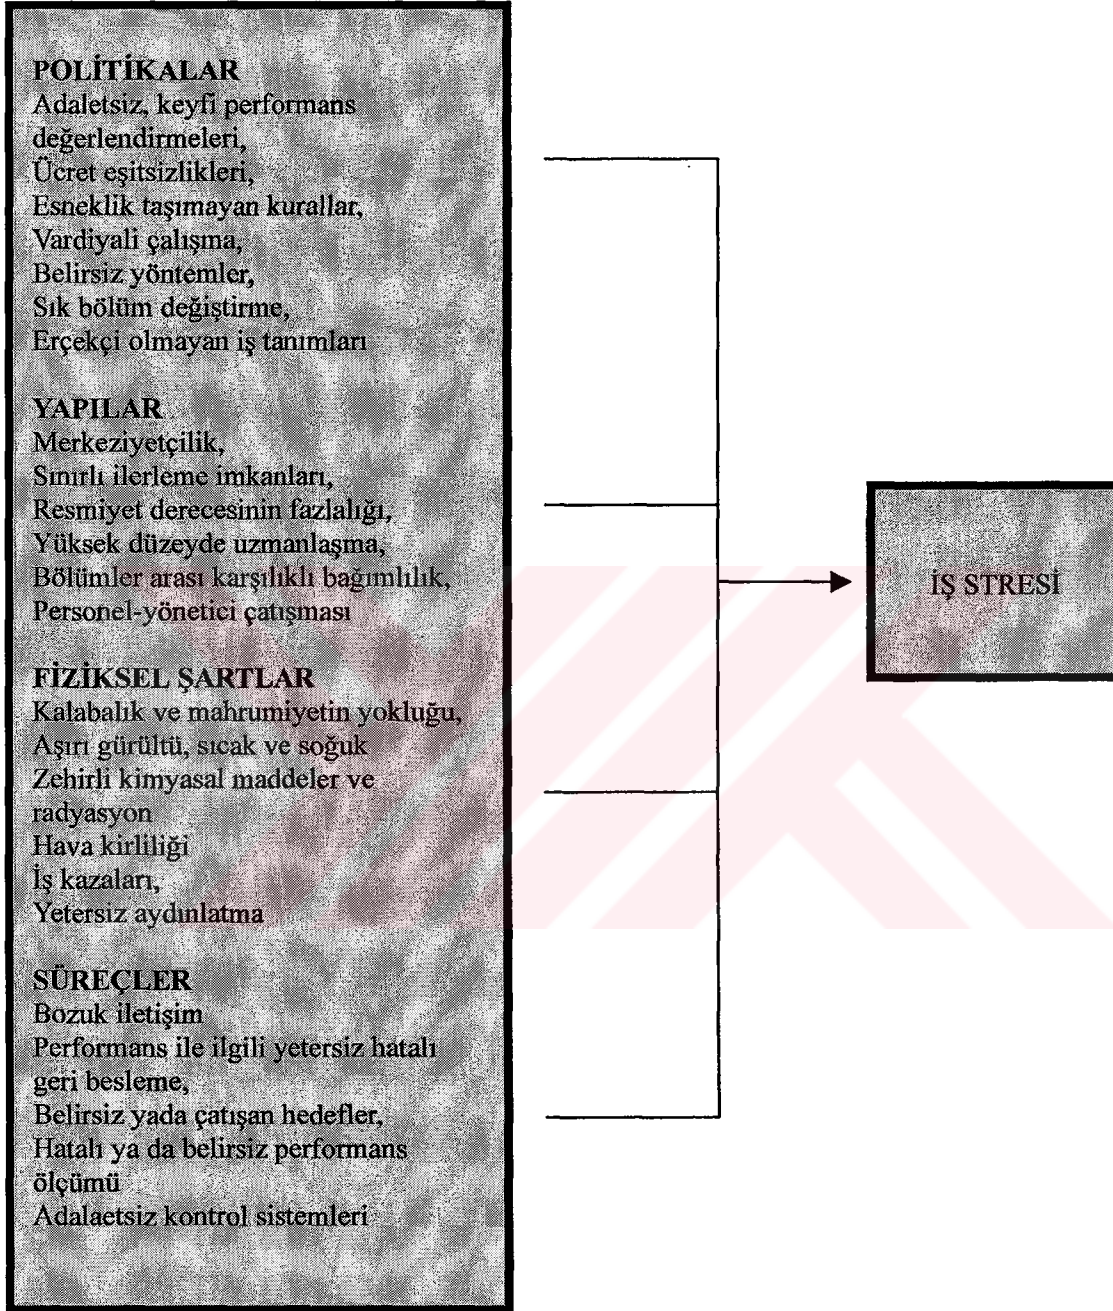 POLİTİKALAR
Adaletsiz, keyfi performans
değerlendirmeleri,
Ücret eşitsizlikleri,
Esneklik taşımayan kurallar,
Vardiyali çalışma,
Belirsiz yöntemler,
Sık bölüm değiştirme,
Erçekçi olmayan iş tanımları
YAPILAR
Merkeziyetçilik,
Sınırlı ilerleme imkanları,
Resmiyet derecesinin fazlalığı,
Yüksek düzeyde uzmanlaşma,
Bölümler arası karşılıklı bağımlılık,
Personel-yönetici çatışması
FİZİKSEL ŞARTLAR
Kalabalık ve mahrumiyetin yokluğu,
Aşırı gürültü, sıcak ve soğuk
Zehirli kimyasal maddeler ve
radyasyon
Hava kirliliği
İş kazaları,
Yetersiz aydınlatma
SÜREÇLER
Bozuk iletişim
Performans ile ilgili yetersiz hatalı
geri besleme,
Belirsiz yada çatışan hedefler,
Hatalı ya da belirsiz performans
ölçümü
Adalaetsiz kontrol sistemleri
İŞ STRESİ